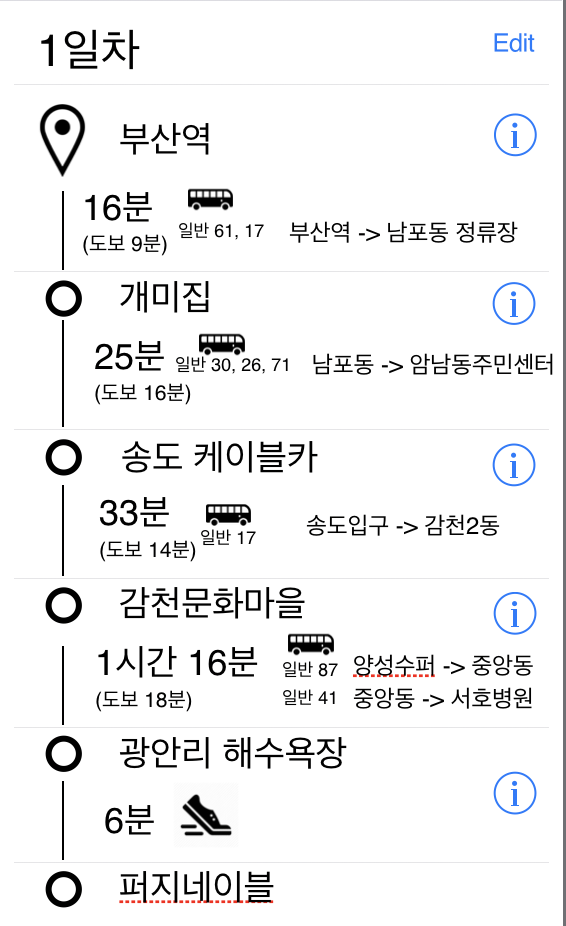 1일차
Edit
부산역
16분
(도보 9분)
일반 61, 17
부산역 -> 남포동 정류장
개미집
25분
(도보 16분)
일반 30, 26, 71
남포동 -> 암남동주민센터
송도 케이블카
33분
(도보 14분)
일반 17
송도입구 -> 감천2동
감천문화마을
1시간 16분
(도보 18분)
일반 87 양성수퍼 -> 중앙동
일반 41 중앙동 -> 서호병원
광안리 해수욕장
6분
퍼지네이블